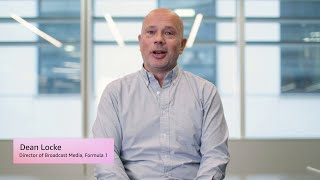 Dean Locke
Director of Broadcast Media, Formula 1